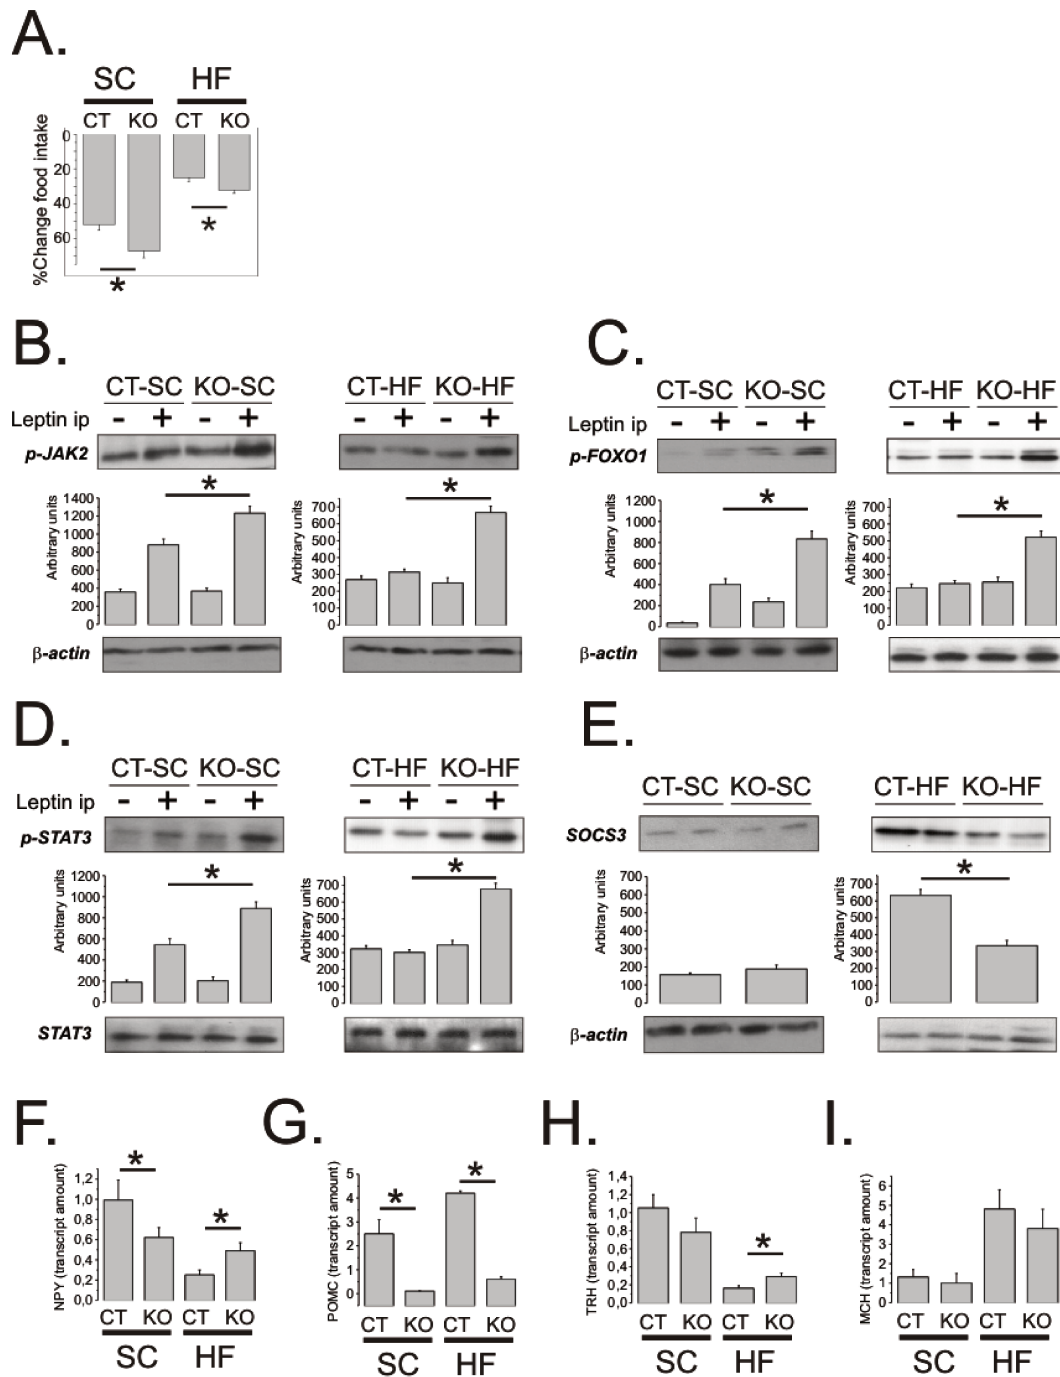 A.
SC HF
CT KO CT KO
%Change food intake
0
20
40
60
*
*
B.
CT-SC KO-SC CT-HF KO-HF
Leptin ip - + - + - + - +
p-JAK2
*
*
Arbitrary units
1400
1200
1000
800
600
400
200
0
Arbitrary units
700
600
500
400
300
200
100
0
β-actin
C.
CT-SC KO-SC CT-HF KO-HF
Leptin ip - + - + - + - +
p-FOXO1
*
*
Arbitrary units
1200
1000
800
600
400
200
0
Arbitrary units
700
600
500
400
300
200
100
0
β-actin
D.
CT-SC KO-SC CT-HF KO-HF
Leptin ip - + - + - + - +
p-STAT3
*
*
Arbitrary units
1200
1000
800
600
400
200
0
Arbitrary units
700
600
500
400
300
200
100
0
STAT3
E.
CT-SC KO-SC CT-HF KO-HF
SOCS3
*
Arbitrary units
700
600
500
400
300
200
100
0
Arbitrary units
700
600
500
400
300
200
100
0
β-actin
F.
NPY (transcript amount)
1,2
1,0
0,8
0,6
0,4
0,2
0,0
*
*
CT KO CT KO
SC HF
G.
POMC (transcript amount)
5
4
3
2
1
0
*
*
CT KO CT KO
SC HF
H.
TRH (transcript amount)
1,4
1,2
1,0
0,8
0,6
0,4
0,2
0,0
*
CT KO CT KO
SC HF
I.
MCH (transcript amount)
6
5
4
3
2
1
0
CT KO CT KO
SC HF